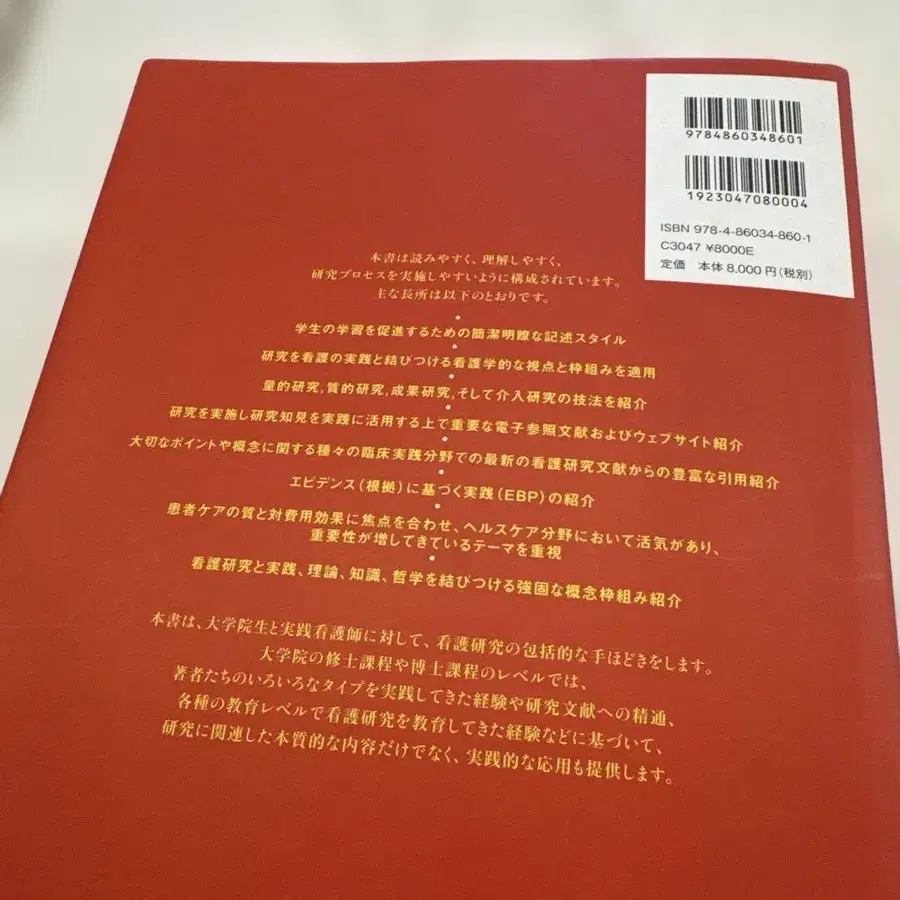 9784860348601
1923047080004
ISBN 978-4-86034-860-1
C3047 ¥8000E
定価 本体 8,000円(税別)
本書は読みやすく、理解しやすく、
研究プロセスを実施しやすいように構成されています。
主な長所は以下のとおりです。
学生の学習を促進するための簡潔明瞭な記述スタイル
研究を看護の実践と結びつける看護学的な視点と枠組みを適用
量的研究,質的研究,成果研究,そして介入研究の技法を紹介
研究を実施し研究知見を実践に活用する上で重要な電子参照文献およびウェブサイト紹介
大切なポイントや概念に関する種々の臨床実践分野での最新の看護研究文献からの豊富な引用紹介
エビデンス(根拠)に基づく実践(EBP)の紹介
患者ケアの質と対費用効果に焦点を合わせ、ヘルスケア分野において活気があり、
重要性が増してきているテーマを重視
看護研究と実践、理論、知識、哲学を結びつける強固な概念枠組み紹介
本書は、大学院生と実践看護師に対して、看護研究の包括的な手ほどきをします。
大学院の修士課程や博士課程のレベルでは、
著者たちのいろいろなタイプを実践してきた経験や研究文献への精通、
各種の教育レベルで看護研究を教育してきた経験などに基づいて、
研究に関連した本質的な内容だけでなく、実践的な応用も提供します。